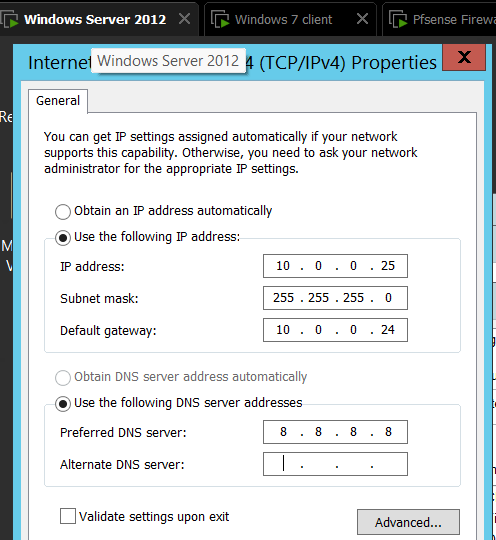 Windows Server 2012
Windows 7 client
Pfsense Firewa
Internet
Windows Server 2012
4 (TCP/IPv4) Properties
X
General
Re
You can get IP settings assigned automatically if your network
supports this capability. Otherwise, you need to ask your network
administrator for the appropriate IP settings.
Obtain an IP address automatically
Use the following IP address:
M
V
IP address:
10 . 0 . 0 . 25
Subnet mask:
255 . 255 . 255 . 0
Default gateway:
10 . 0 . 0 . 24
Obtain DNS server address automatically
Use the following DNS server addresses
Preferred DNS server:
8 . 8 . 8 . 8
Alternate DNS server:
. . .
Validate settings upon exit
Advanced...